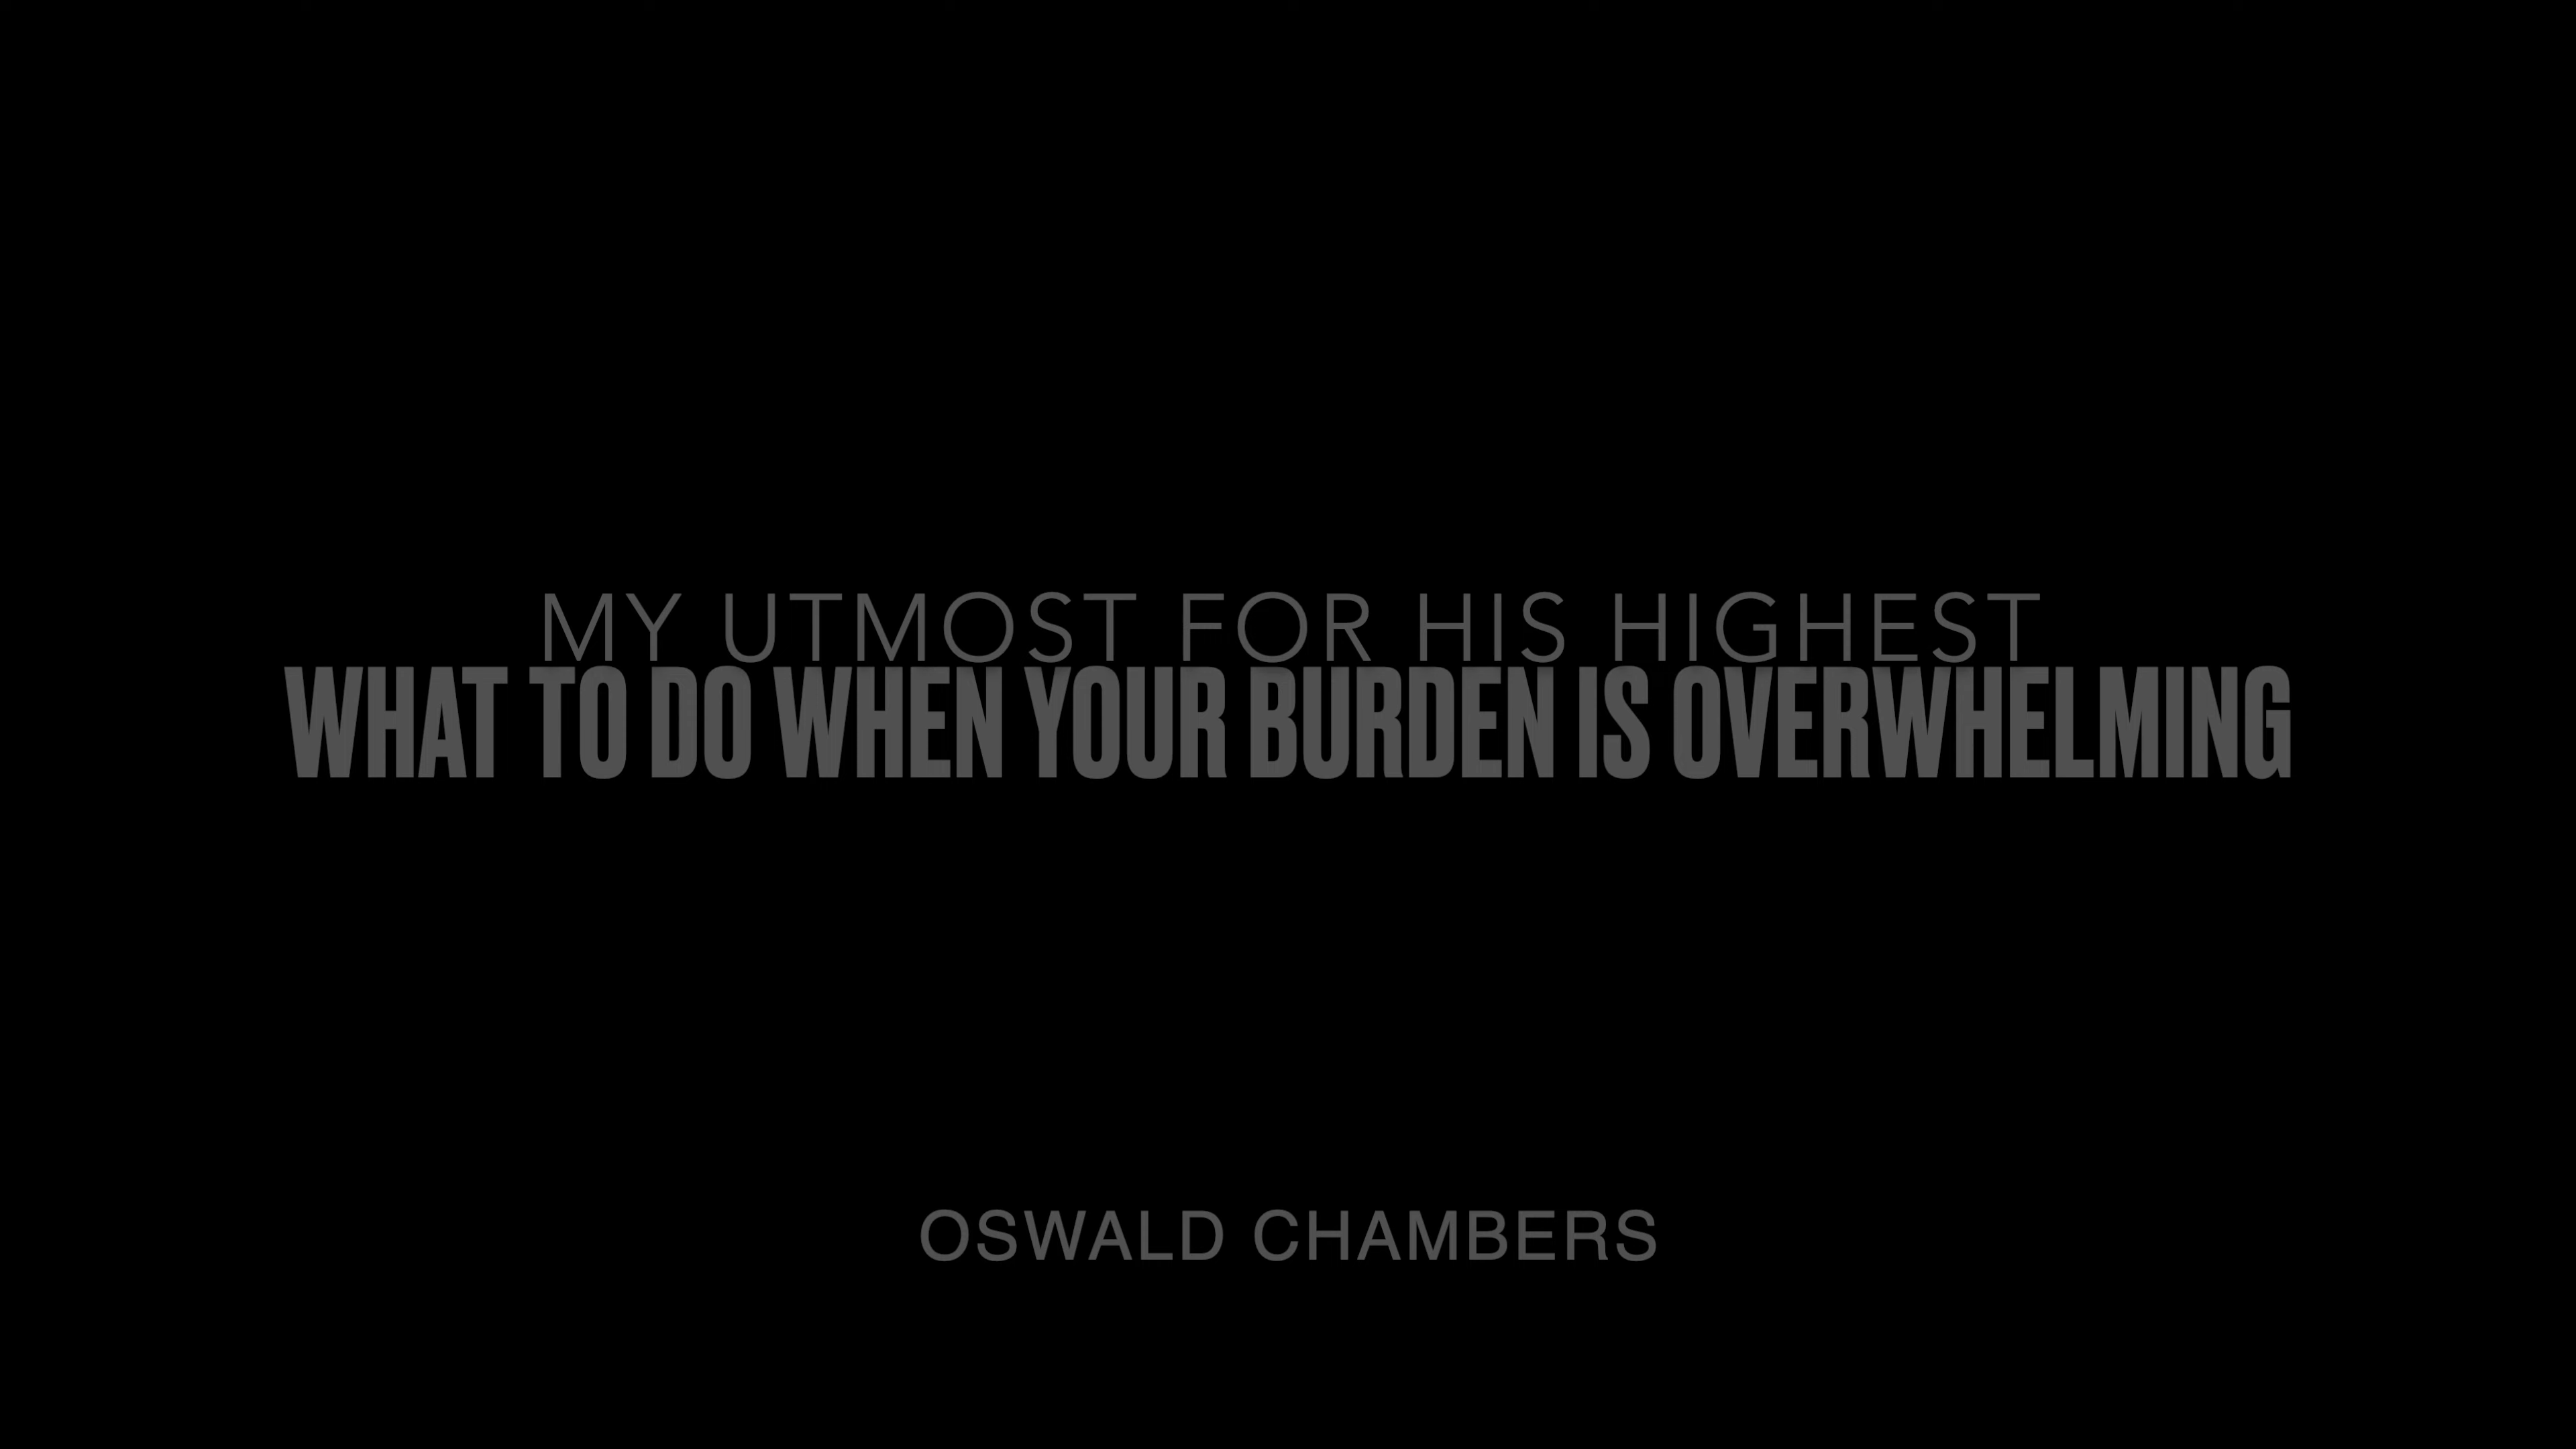 MY UTMOST FOR HIS HIGHEST
WHAT TO DO WHEN YOUR BURDEN IS OVERWHELMING
OSWALD CHAMBERS